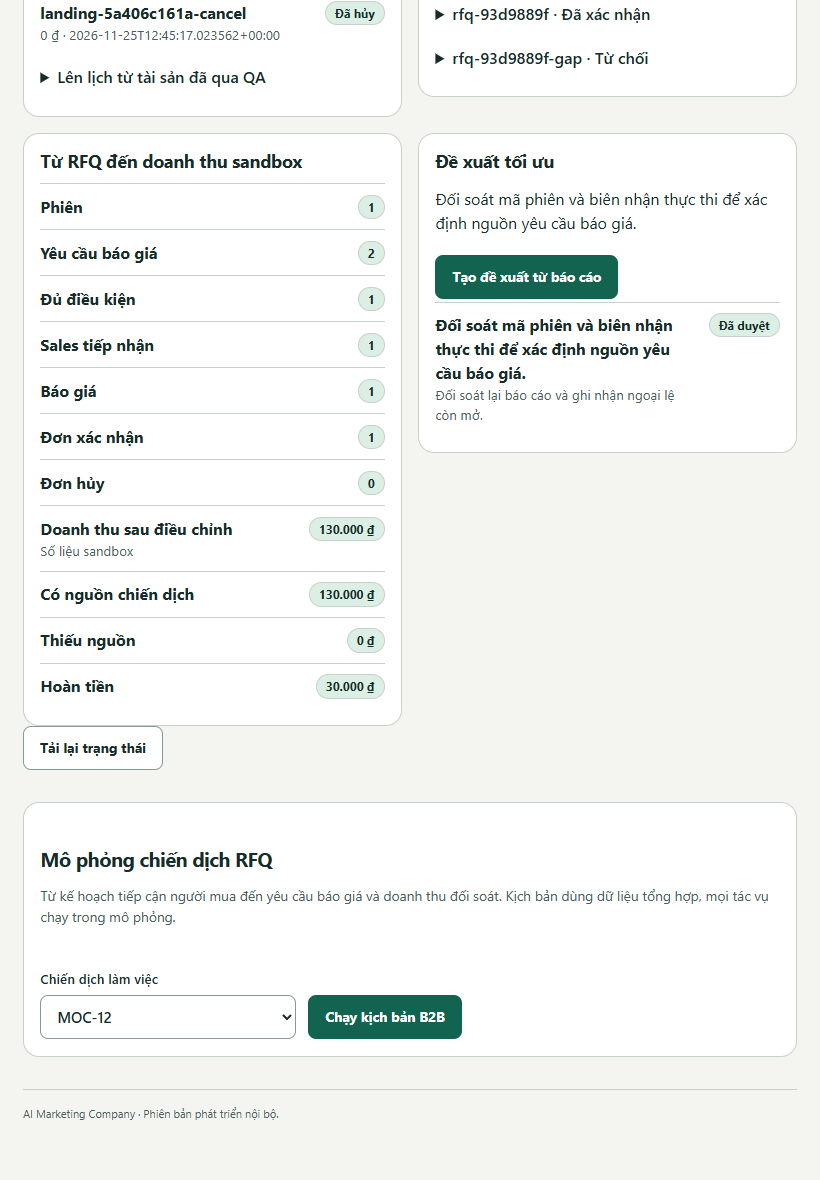 landing-5a406c161a-cancel
Đã hủy
0 ₫ · 2026-11-25T12:45:17.023562+00:00
▶ Lên lịch từ tài sản đã qua QA
▶ rfq-93d9889f · Đã xác nhận
▶ rfq-93d9889f-gap · Từ chối
Từ RFQ đến doanh thu sandbox
Phiên
1
Yêu cầu báo giá
2
Đủ điều kiện
1
Sales tiếp nhận
1
Báo giá
1
Đơn xác nhận
1
Đơn hủy
0
Doanh thu sau điều chỉnh
130.000 ₫
Số liệu sandbox
Có nguồn chiến dịch
130.000 ₫
Thiếu nguồn
0 ₫
Hoàn tiền
30.000 ₫
Đề xuất tối ưu
Đối soát mã phiên và biên nhận thực thi để xác
định nguồn yêu cầu báo giá.
Tạo đề xuất từ báo cáo
Đối soát mã phiên và biên nhận
thực thi để xác định nguồn yêu
cầu báo giá.
Đã duyệt
Đối soát lại báo cáo và ghi nhận ngoại lệ
còn mở.
Tải lại trạng thái
Mô phỏng chiến dịch RFQ
Từ kế hoạch tiếp cận người mua đến yêu cầu báo giá và doanh thu đối soát. Kịch bản dùng dữ liệu tổng hợp, mọi tác vụ
chạy trong mô phỏng.
Chiến dịch làm việc
MOC-12
Chạy kịch bản B2B
AI Marketing Company · Phiên bản phát triển nội bộ.